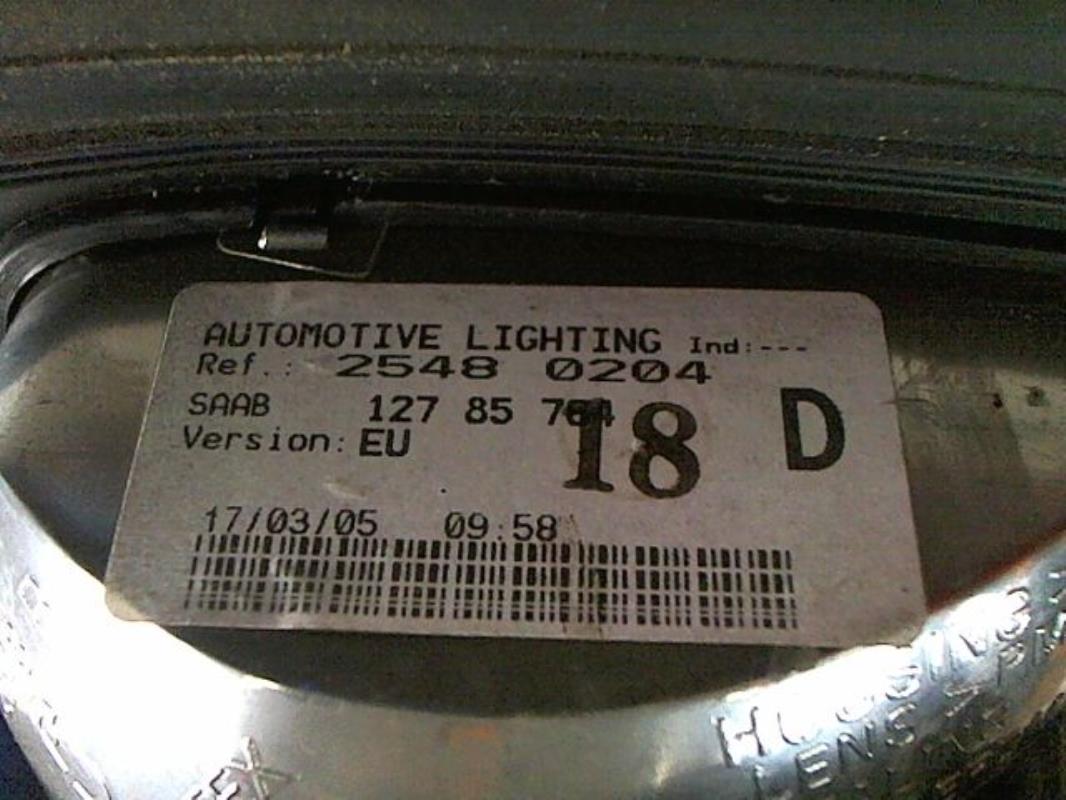 AUTOMOTIVE LIGHTING Ind:---
Ref.: 2548 0204
SAAB 127 85 764
Version: EU
18 D
17/03/05 09:58
HOUSING
LENS